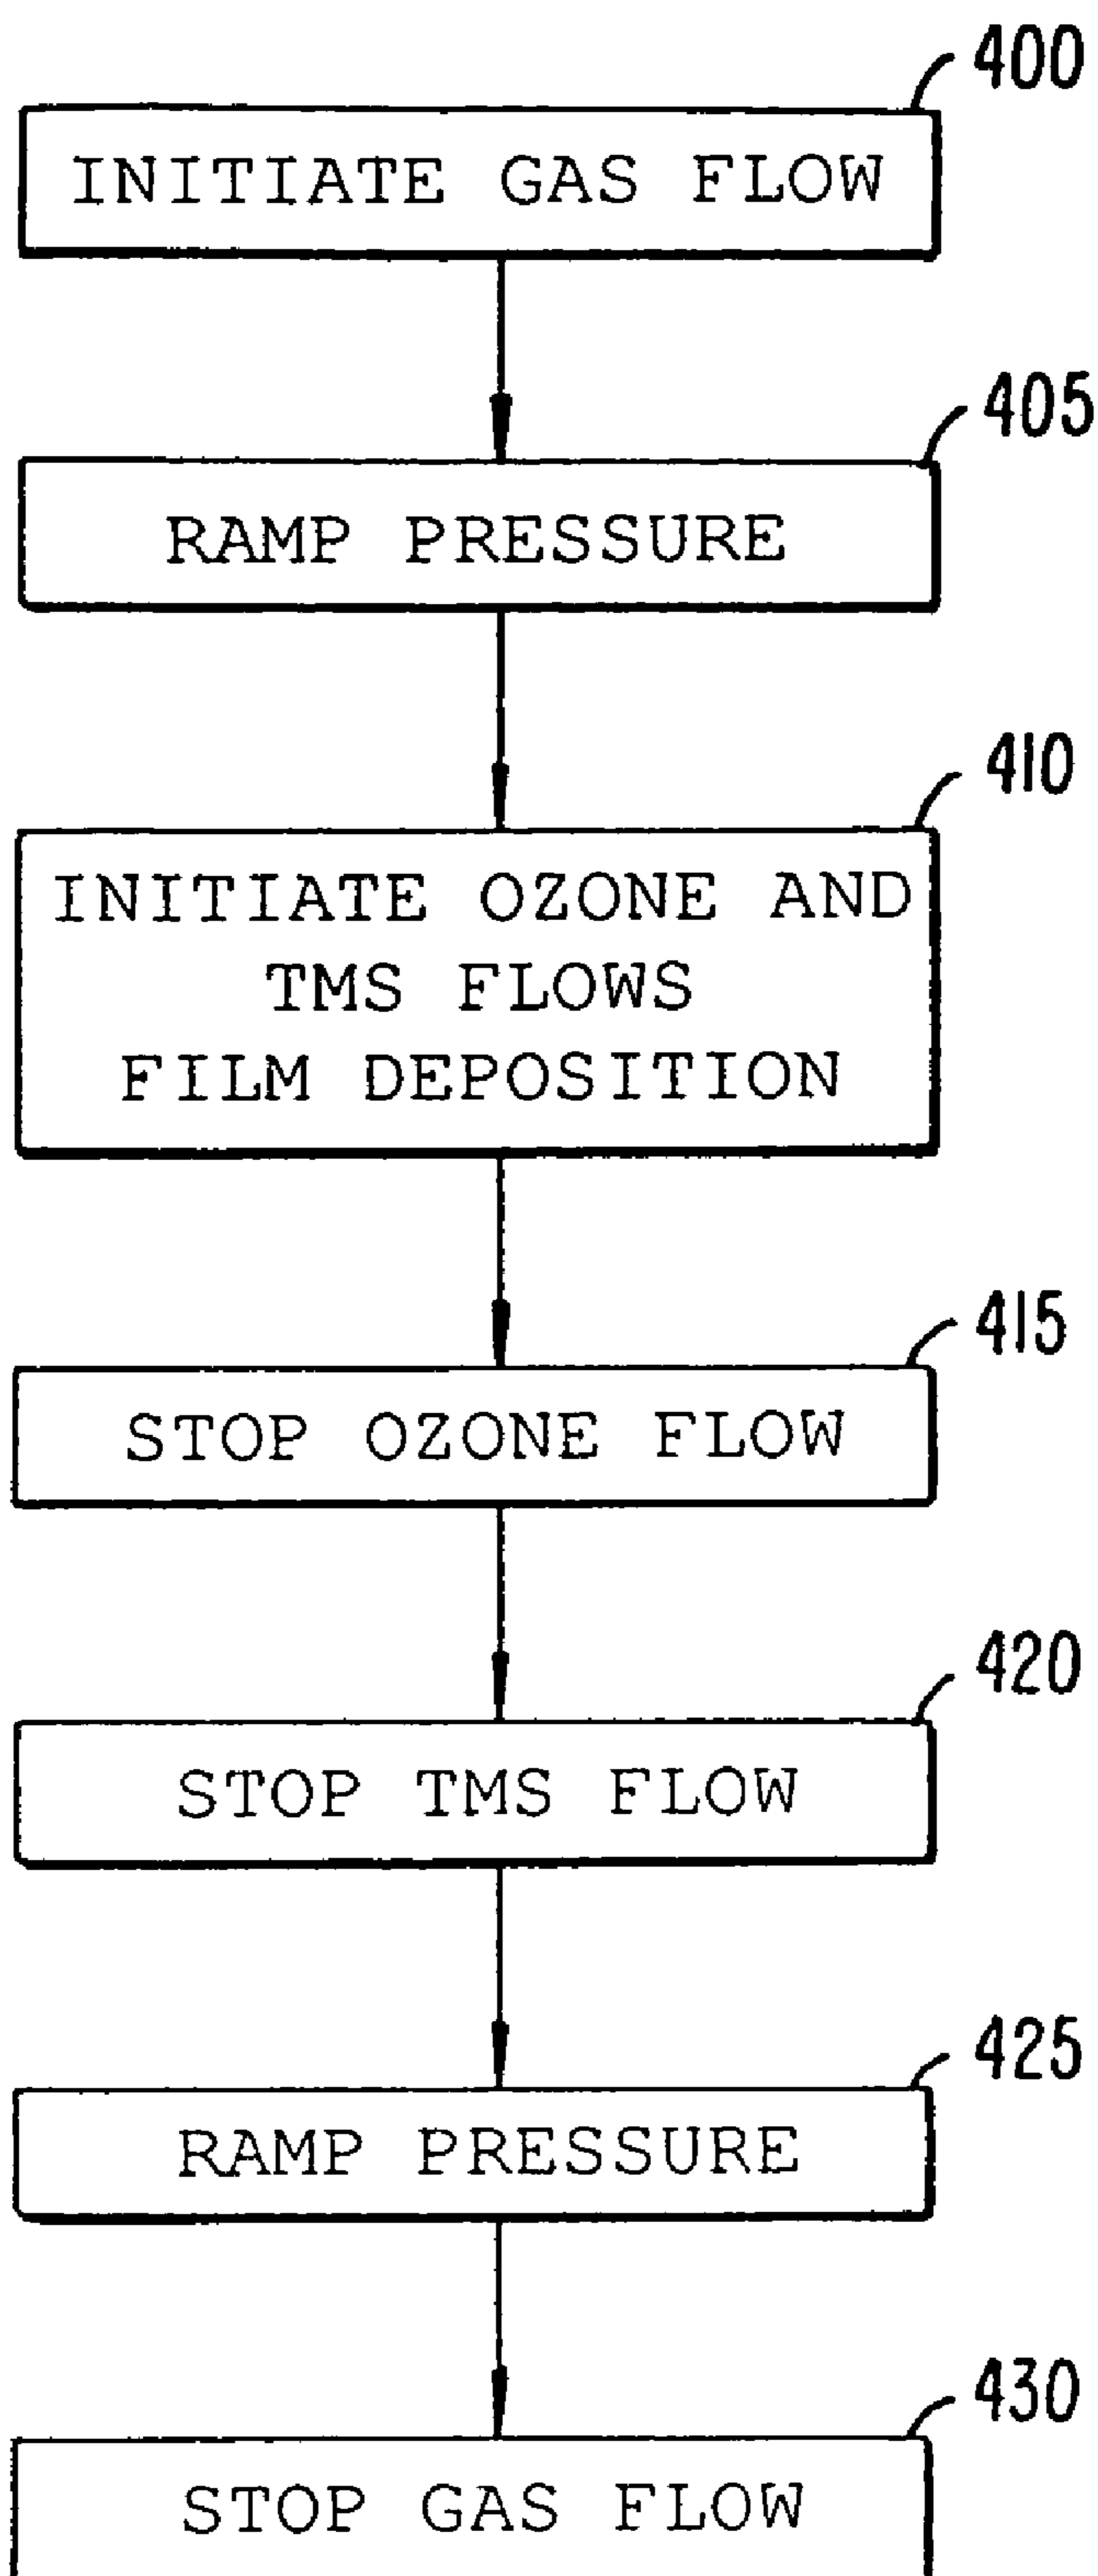 400
INITIATE GAS FLOW
405
RAMP PRESSURE
410
INITIATE OZONE AND
TMS FLOWS
FILM DEPOSITION
415
STOP OZONE FLOW
420
STOP TMS FLOW
425
RAMP PRESSURE
430
STOP GAS FLOW